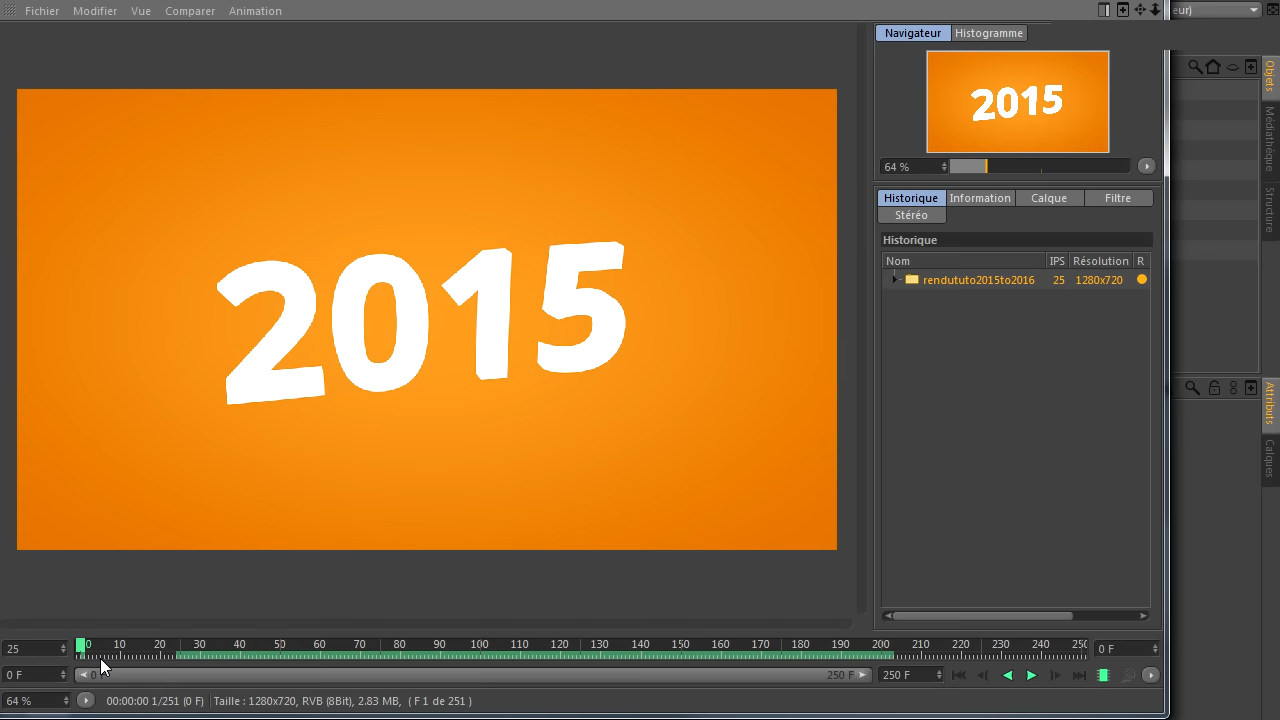 Fichier Modifier Vue Comparer Animation
eur)
Navigateur Histogramme
2015
64 %
Historique Information Calque Filtre
Stéréo
Historique
Nom IPS Résolution R
rendututo2015to2016 25 1280x720
2015
Objets
Médiathèque
Structure
Attributs
Calques
25 0 10 20 30 40 50 60 70 80 90 100 110 120 130 140 150 160 170 180 190 200 210 220 230 240 250 0 F
0 F 0 250 F 250 F
64 % 00:00:00 1/251 (0 F) Taille : 1280x720, RVB (8Bit), 2.83 MB, ( F 1 de 251 )